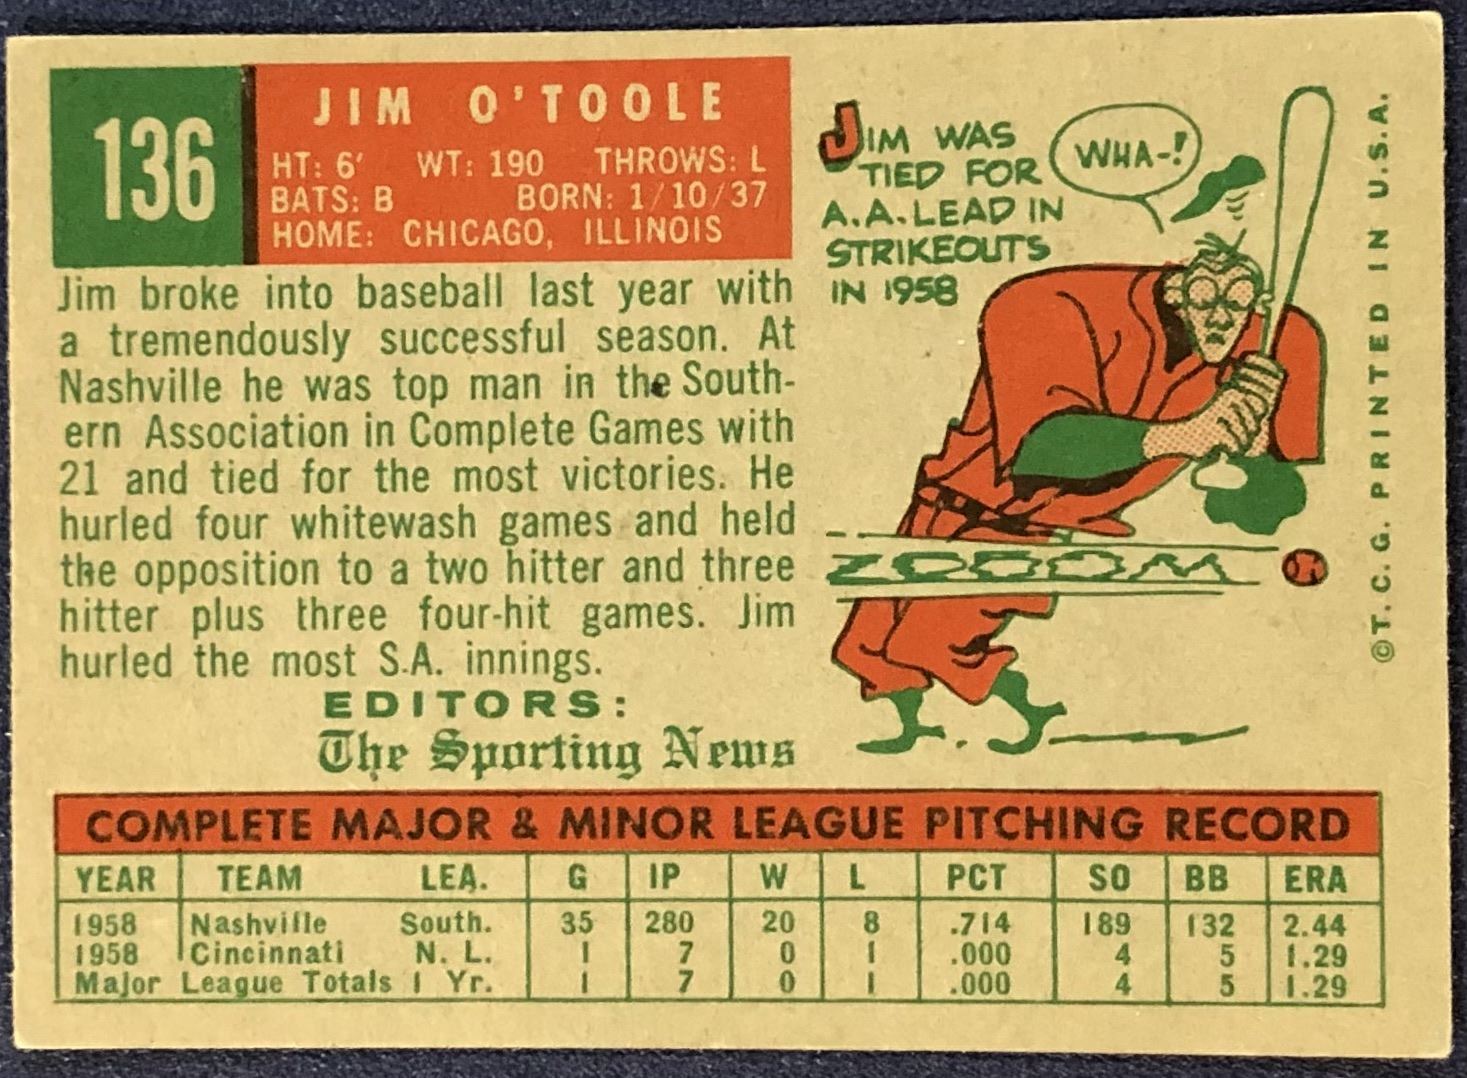 136
JIM O'TOOLE
HT: 6' WT: 190 THROWS: L
BATS: B BORN: 1/10/37
HOME: CHICAGO, ILLINOIS
Jim broke into baseball last year with
a tremendously successful season. At
Nashville he was top man in the South-
ern Association in Complete Games with
21 and tied for the most victories. He
hurled four whitewash games and held
the opposition to a two hitter and three
hitter plus three four-hit games. Jim
hurled the most S.A. innings.
EDITORS:
The Sporting News
JIM WAS
TIED FOR
A.A. LEAD IN
STRIKEOUTS
IN 1958
WHA-!
ZOOOOM
©T. C. G. PRINTED IN U.S.A.
COMPLETE MAJOR & MINOR LEAGUE PITCHING RECORD
YEAR TEAM LEA. G IP W L PCT SO BB ERA
1958 Nashville South. 35 280 20 8 .714 189 132 2.44
1958 Cincinnati N. L. 1 7 0 1 .000 4 5 1.29
Major League Totals 1 Yr. 1 7 0 1 .000 4 5 1.29